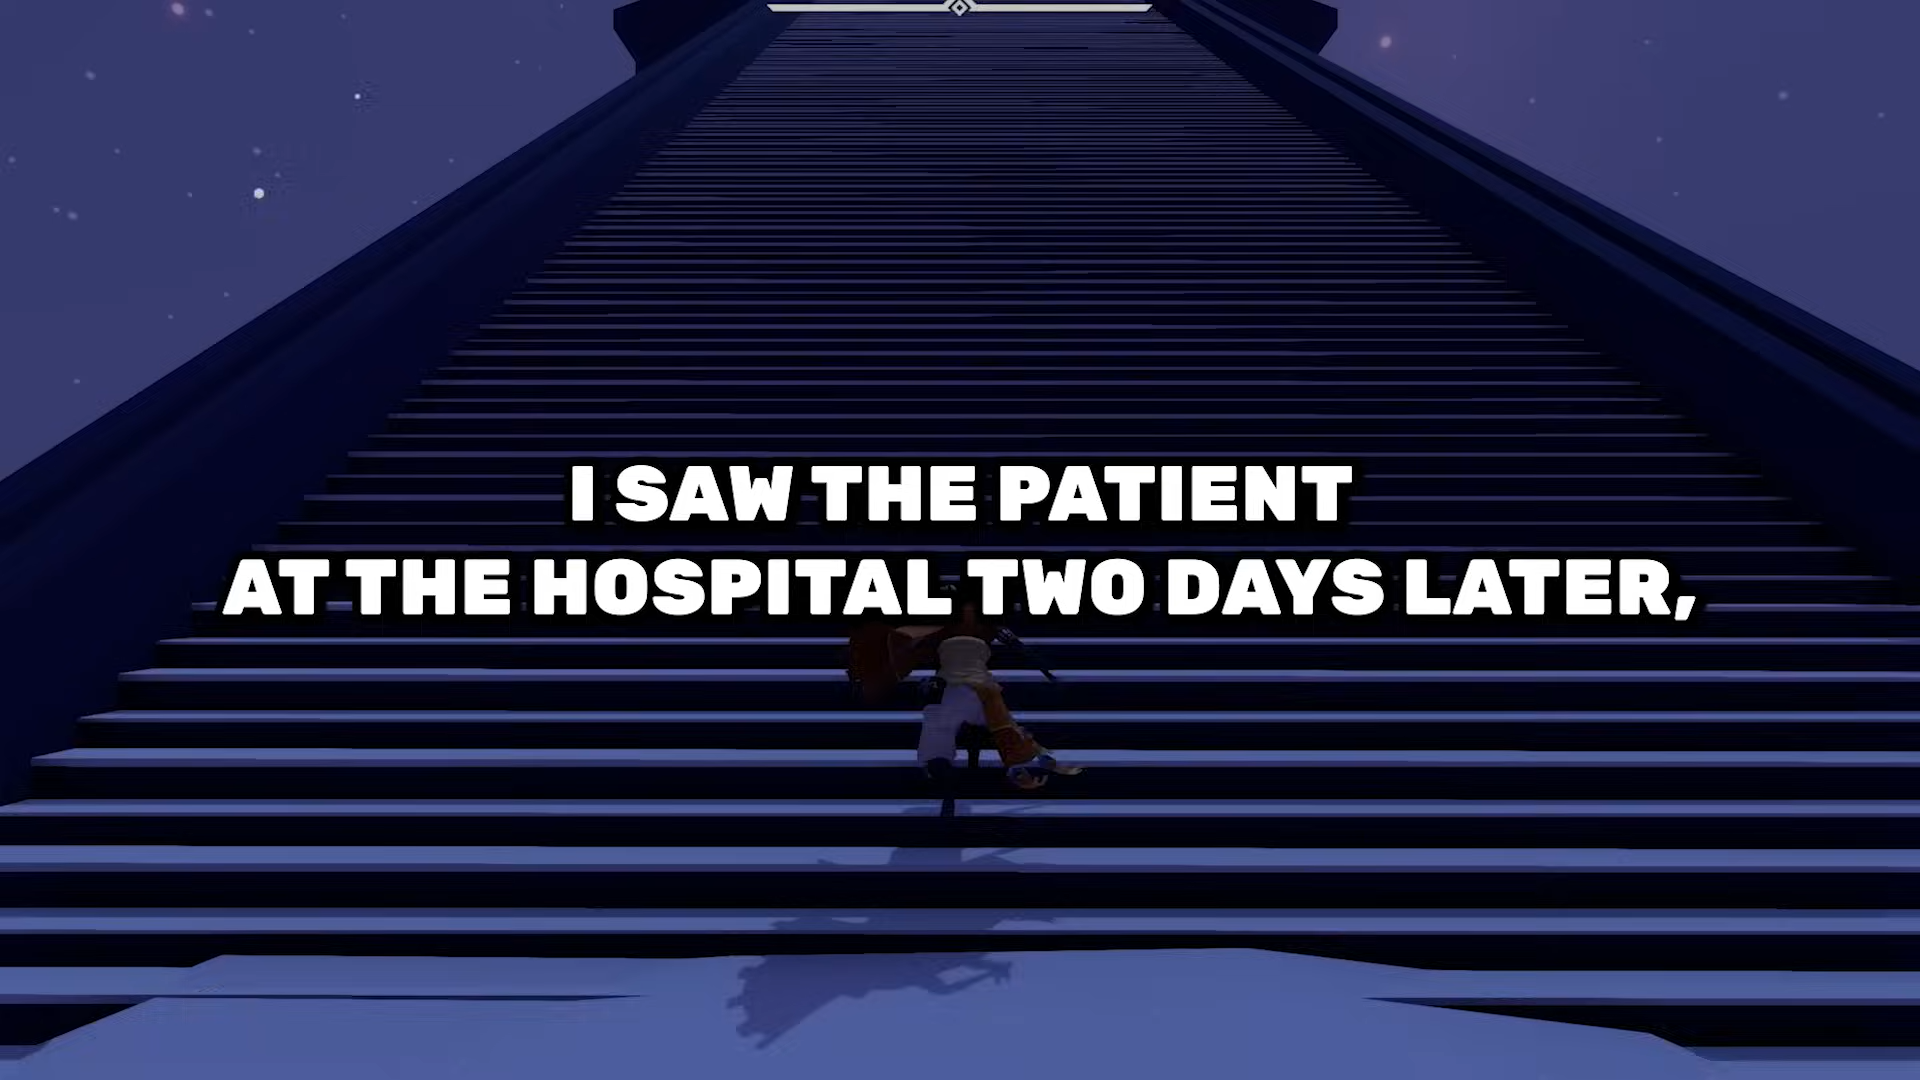 I SAW THE PATIENT
AT THE HOSPITAL TWO DAYS LATER,